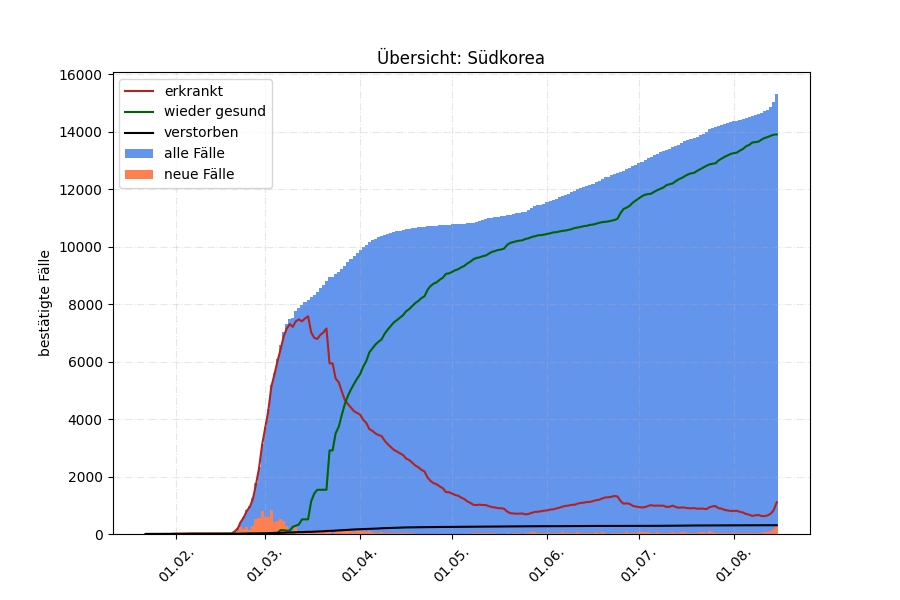 Übersicht: Südkorea
16000
14000
12000
10000
8000
6000
4000
2000
0
bestätigte Fälle
erkrankt
wieder gesund
verstorben
alle Fälle
neue Fälle
01.02.
01.03.
01.04.
01.05.
01.06.
01.07.
01.08.